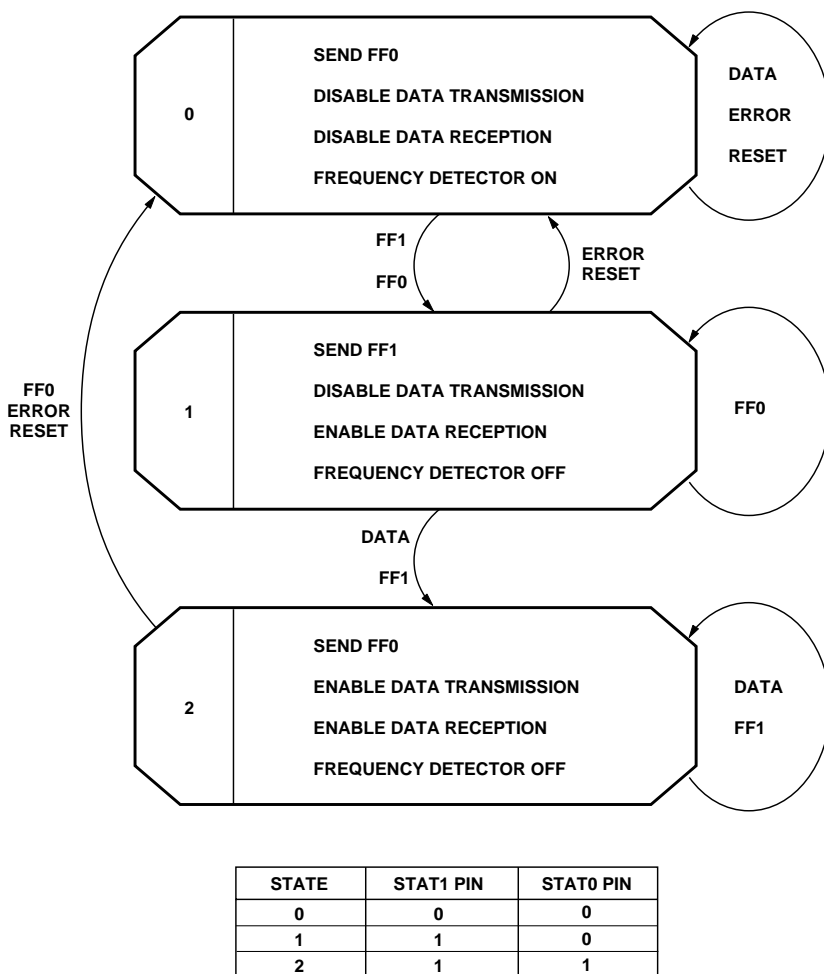 0
SEND FF0
DISABLE DATA TRANSMISSION
DISABLE DATA RECEPTION
FREQUENCY DETECTOR ON
DATA
ERROR
RESET
FF1
FF0
ERROR
RESET
FF0
ERROR
RESET
1
SEND FF1
DISABLE DATA TRANSMISSION
ENABLE DATA RECEPTION
FREQUENCY DETECTOR OFF
FF0
DATA
FF1
2
SEND FF0
ENABLE DATA TRANSMISSION
ENABLE DATA RECEPTION
FREQUENCY DETECTOR OFF
DATA
FF1
STATE STAT1 PIN STAT0 PIN
0 0 0
1 1 0
2 1 1